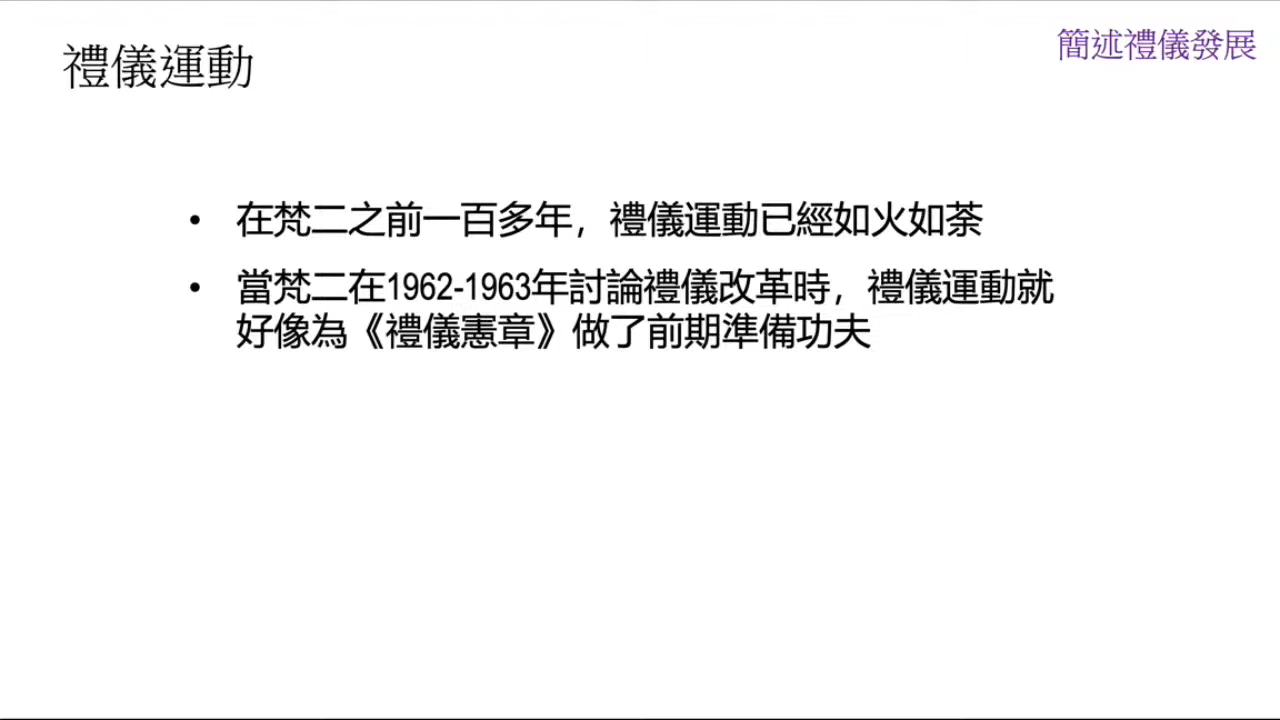 禮儀運動
簡述禮儀發展
• 在梵二之前一百多年，禮儀運動已經如火如荼
• 當梵二在1962-1963年討論禮儀改革時，禮儀運動就
好像為《禮儀憲章》做了前期準備功夫